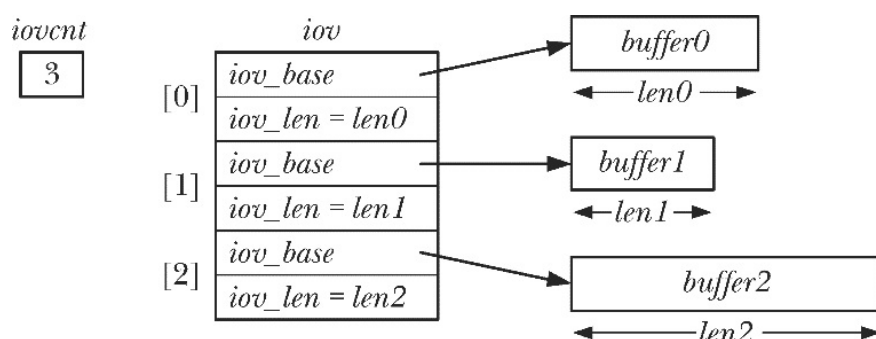 iovcnt
3
iov
[0]
iov_base
iov_len = len0
[1]
iov_base
iov_len = len1
[2]
iov_base
iov_len = len2
buffer0
len0
buffer1
len1
buffer2
len2